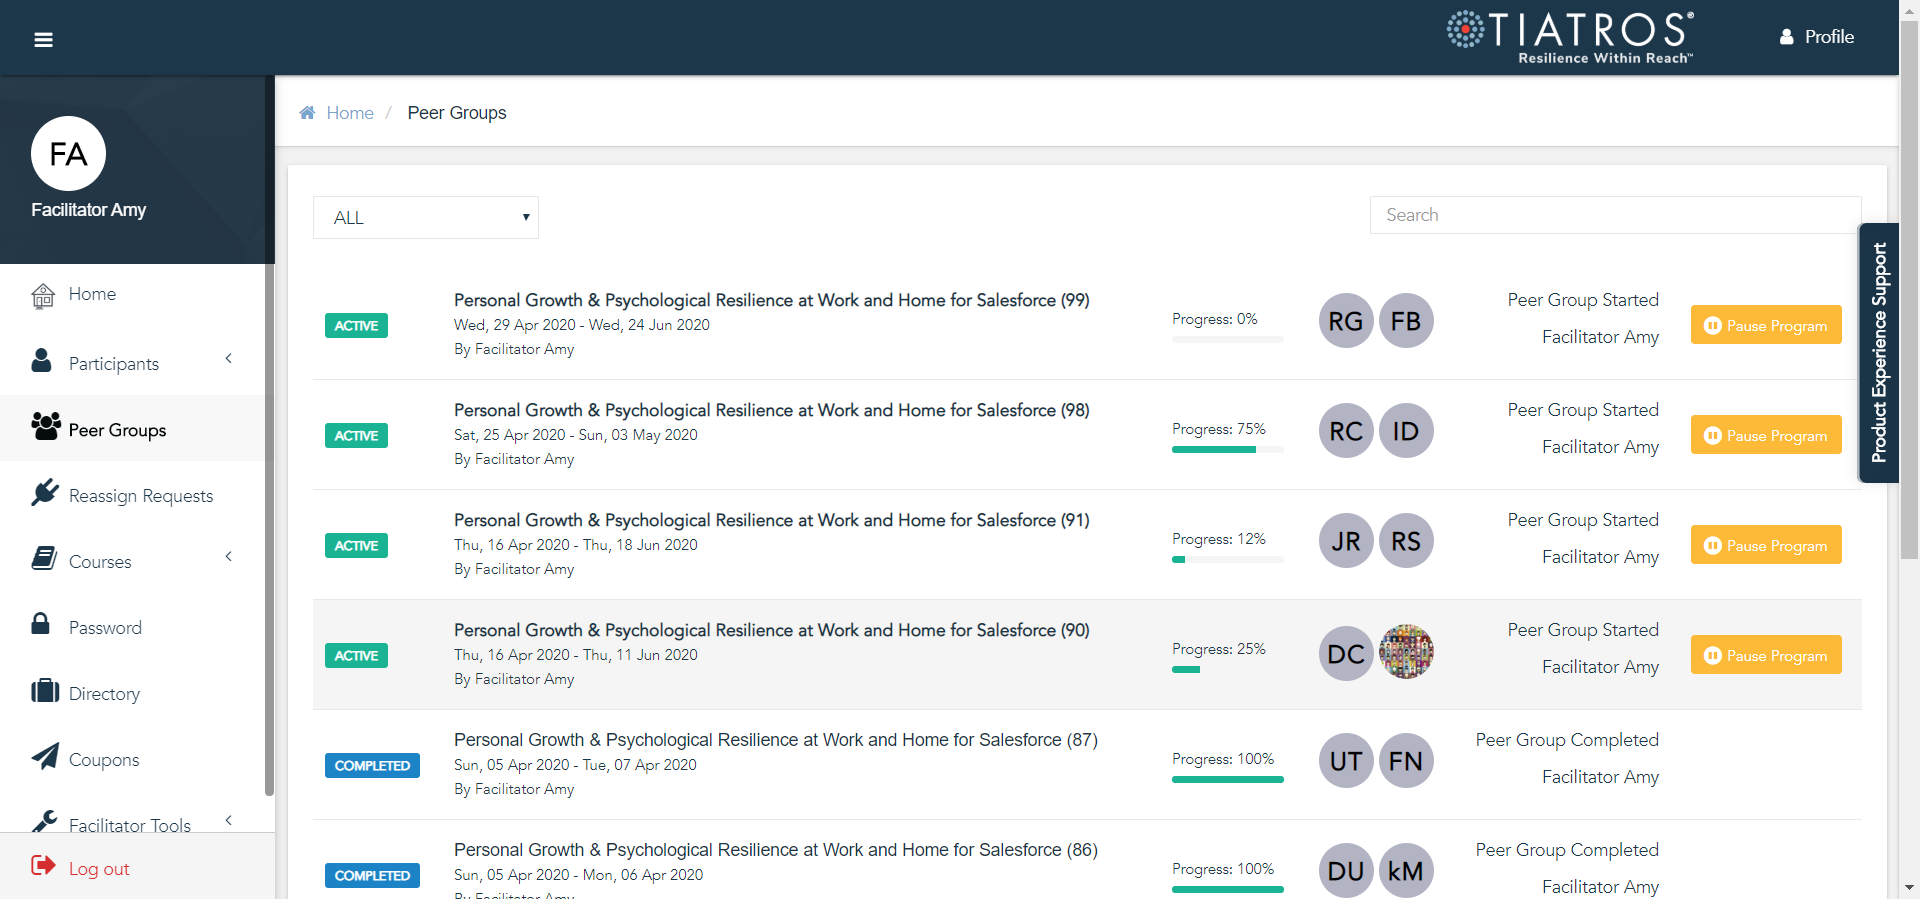 TIATROS®
Resilience Within Reach™
Profile
FA
Facilitator Amy
Home
Participants
Peer Groups
Reassign Requests
Courses
Password
Directory
Coupons
Facilitator Tools
Log out
Home / Peer Groups
ALL
Search
Product Experience Support
ACTIVE
Personal Growth & Psychological Resilience at Work and Home for Salesforce (99)
Wed, 29 Apr 2020 - Wed, 24 Jun 2020
By Facilitator Amy
Progress: 0%
RG FB
Peer Group Started
Facilitator Amy
Pause Program
ACTIVE
Personal Growth & Psychological Resilience at Work and Home for Salesforce (98)
Sat, 25 Apr 2020 - Sun, 03 May 2020
By Facilitator Amy
Progress: 75%
RC ID
Peer Group Started
Facilitator Amy
Pause Program
ACTIVE
Personal Growth & Psychological Resilience at Work and Home for Salesforce (91)
Thu, 16 Apr 2020 - Thu, 18 Jun 2020
By Facilitator Amy
Progress: 12%
JR RS
Peer Group Started
Facilitator Amy
Pause Program
ACTIVE
Personal Growth & Psychological Resilience at Work and Home for Salesforce (90)
Thu, 16 Apr 2020 - Thu, 11 Jun 2020
By Facilitator Amy
Progress: 25%
DC
Peer Group Started
Facilitator Amy
Pause Program
COMPLETED
Personal Growth & Psychological Resilience at Work and Home for Salesforce (87)
Sun, 05 Apr 2020 - Tue, 07 Apr 2020
By Facilitator Amy
Progress: 100%
UT FN
Peer Group Completed
Facilitator Amy
COMPLETED
Personal Growth & Psychological Resilience at Work and Home for Salesforce (86)
Sun, 05 Apr 2020 - Mon, 06 Apr 2020
By Facilitator Amy
Progress: 100%
DU kM
Peer Group Completed
Facilitator Amy